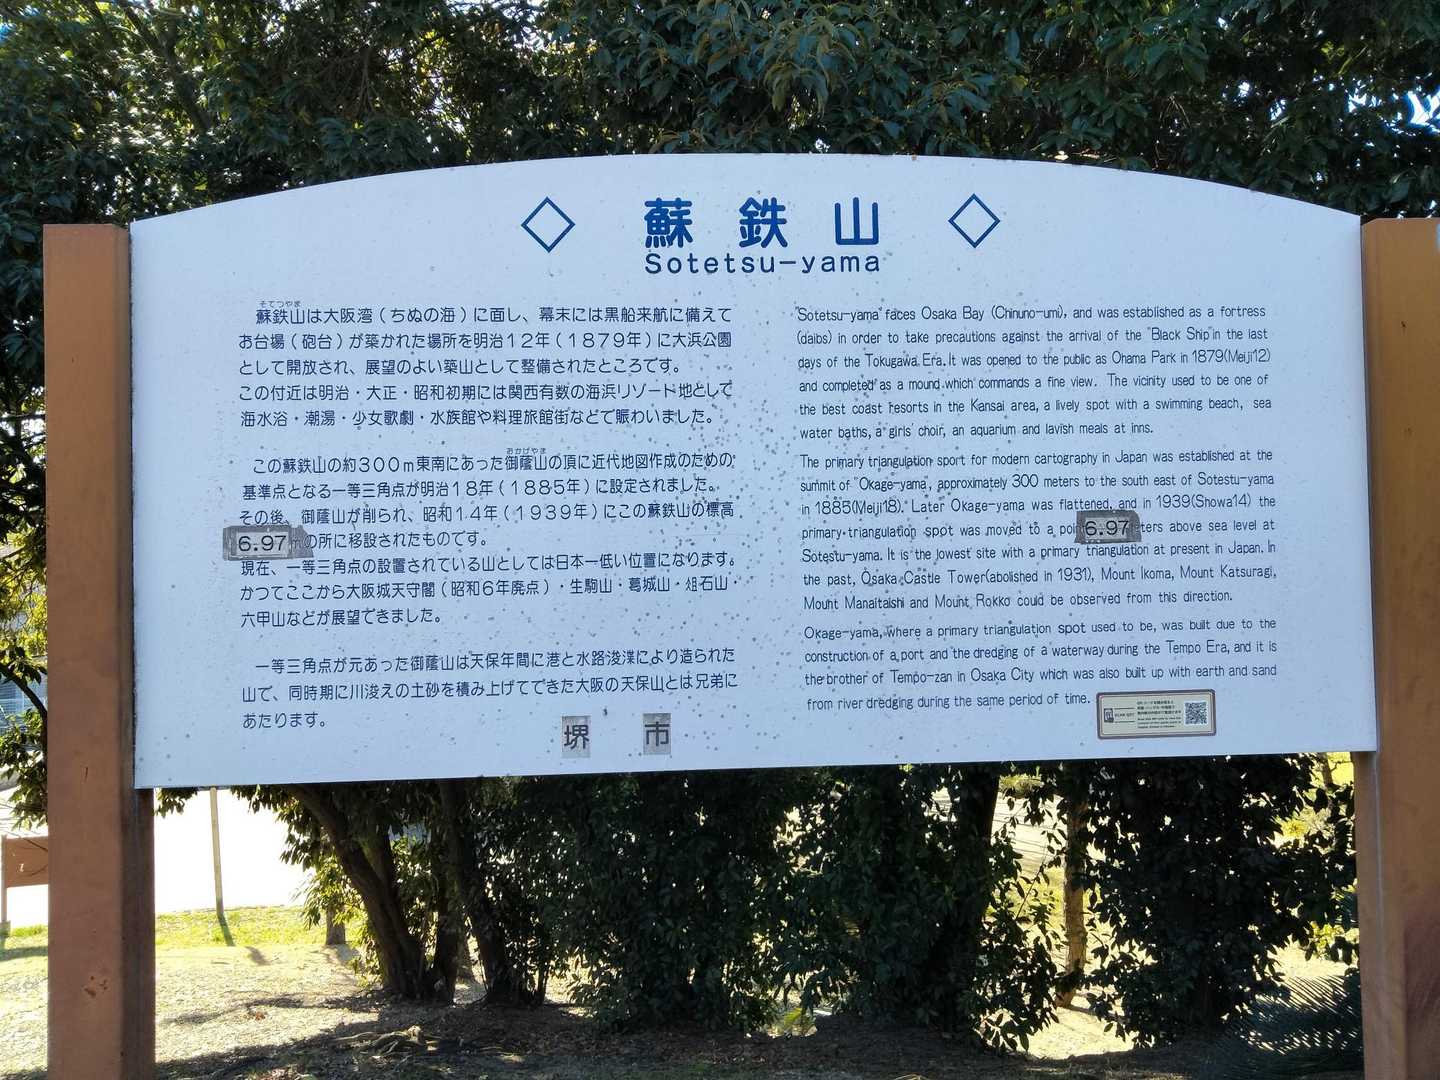 蘇鉄山
Sotetsu-yama
そてつやま
蘇鉄山は大阪湾(ちぬの海)に面し、幕末には黒船来航に備えて
お台場(砲台)が築かれた場所を明治12年(1879年)に大浜公園
として開放され、展望のよい築山として整備されたところです。
この付近は明治・大正・昭和初期には関西有数の海浜リゾート地として
海水浴・潮湯・少女歌劇・水族館や料理旅館街などで賑わいました。
おかげやま
この蘇鉄山の約300m東南にあった御蔭山の頂に近代地図作成のための
基準点となる一等三角点が明治18年(1885年)に設定されました。
その後、御蔭山が削られ、昭和14年(1939年)にこの蘇鉄山の標高
6.97mの所に移設されたものです。
現在、一等三角点の設置されている山としては日本一低い位置になります。
かつてここから大阪城天守閣(昭和6年廃点)・生駒山・葛城山・俎石山・
六甲山などが展望できました。
一等三角点が元あった御蔭山は天保年間に港と水路浚渫により造られた
山で、同時期に川浚えの土砂を積み上げてできた大阪の天保山とは兄弟に
あたります。
堺市
"Sotetsu-yama" faces Osaka Bay (Chinuno-umi), and was established as a fortress
(daibs) in order to take precautions against the arrival of the "Black Ship" in the last
days of the Tokugawa Era. It was opened to the public as Ohama Park in 1879(Meiji12)
and completed as a mound which commands a fine view. The vicinity used to be one of
the best coast resorts in the Kansai area, a lively spot with a swimming beach, sea
water baths, a girls' choir, an aquarium and lavish meals at inns.
The primary triangulation sport for modern cartography in Japan was established at the
summit of "Okage-yama", approximately 300 meters to the south east of Sotestu-yama
in 1885(Meiji18). Later Okage-yama was flattened, and in 1939(Showa14) the
primary triangulation spot was moved to a poin 6.97 eters above sea level at
Sotestu-yama. It is the lowest site with a primary triangulation at present in Japan. In
the past, Osaka Castle Tower(abolished in 1931), Mount Ikoma, Mount Katsuragi,
Mount Manaitaishi and Mount Rokko could be observed from this direction.
Okage-yama, where a primary triangulation spot used to be, was built due to the
construction of a port and the dredging of a waterway during the Tempo Era, and it is
the brother of Tempo-zan in Osaka City which was also built up with earth and sand
from river dredging during the same period of time.